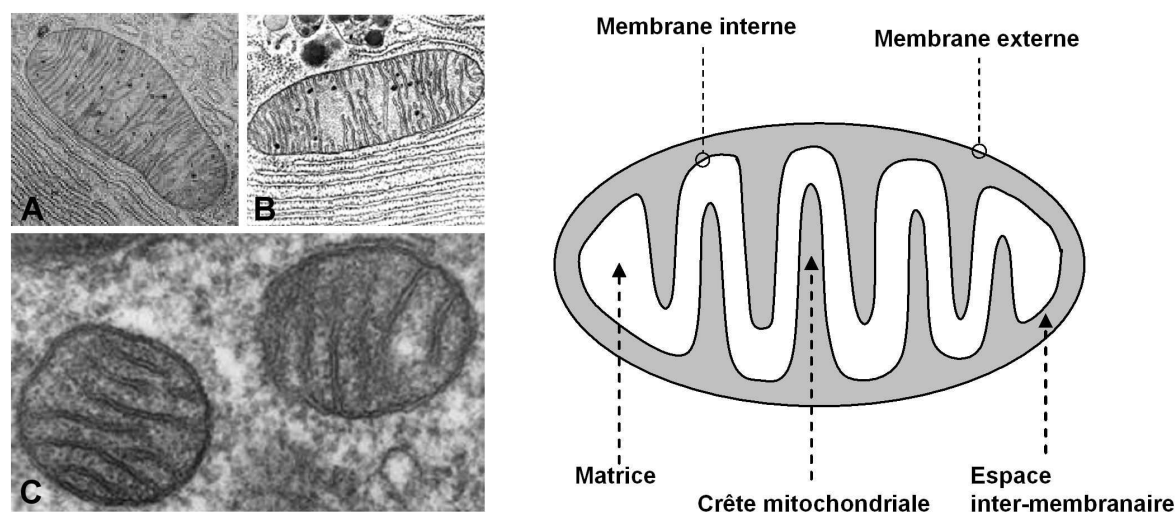 A
B
C
Membrane interne
Membrane externe
Matrice
Crête mitochondriale
Espace
inter-membranaire